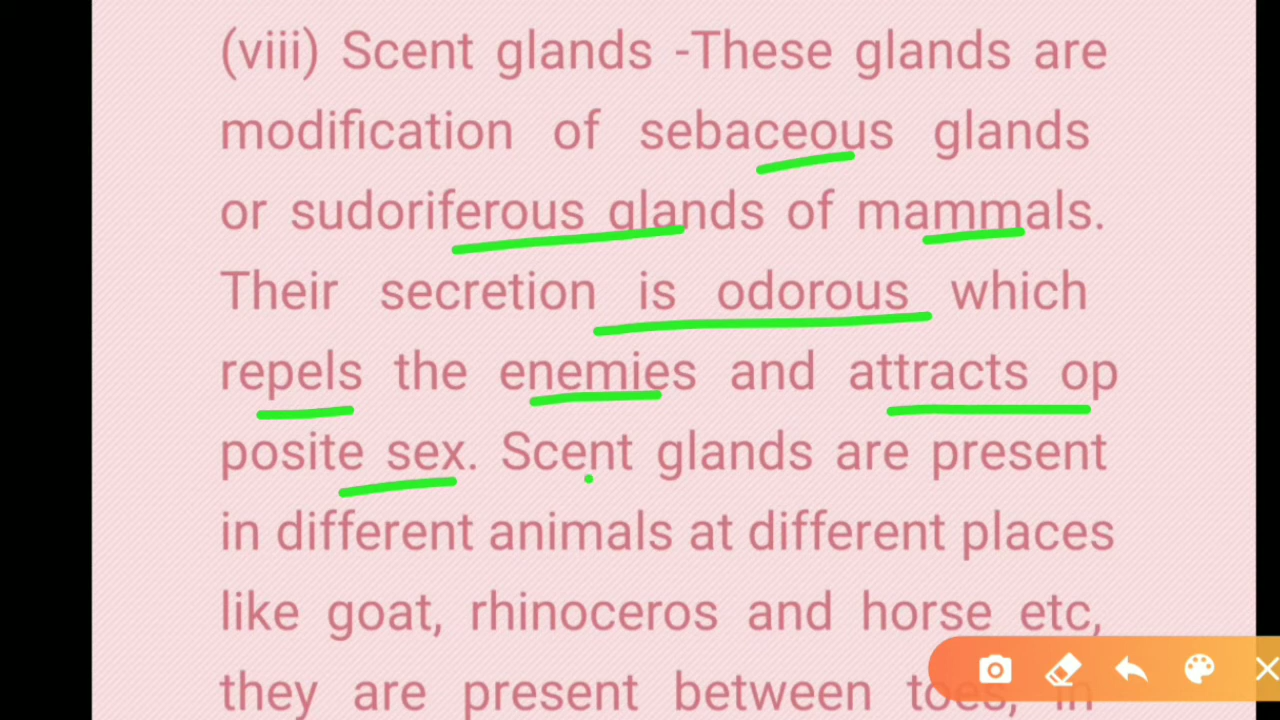 (viii) Scent glands -These glands are
modification of sebaceous glands
or sudoriferous glands of mammals.
Their secretion is odorous which
repels the enemies and attracts op
posite sex. Scent glands are present
in different animals at different places
like goat, rhinoceros and horse etc,
they are present between toes, in